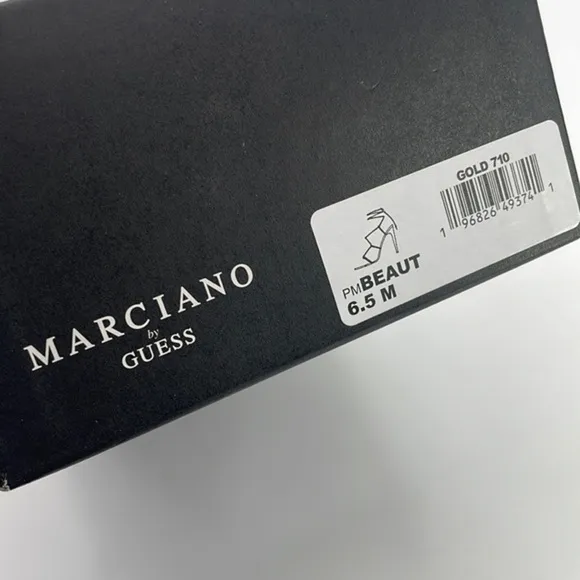 MARCIANO
by
GUESS
GOLD 710
1 96826 49374 1
PMBEAUT
6.5 M